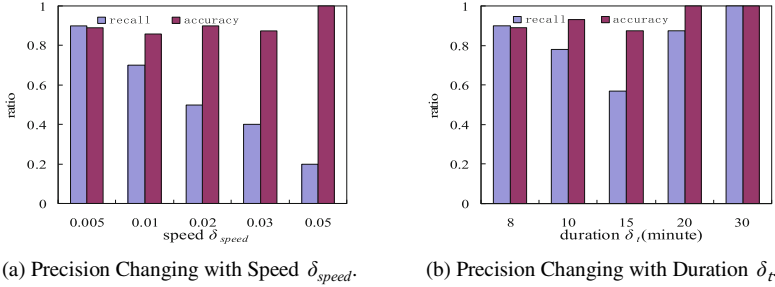 recall accuracy
1
0.8
0.6
0.4
0.2
0
ratio
0.005 0.01 0.02 0.03 0.05
speed δspeed
(a) Precision Changing with Speed δspeed.
recall accuracy
1
0.8
0.6
0.4
0.2
0
ratio
8 10 15 20 30
duration δt(minute)
(b) Precision Changing with Duration δt.